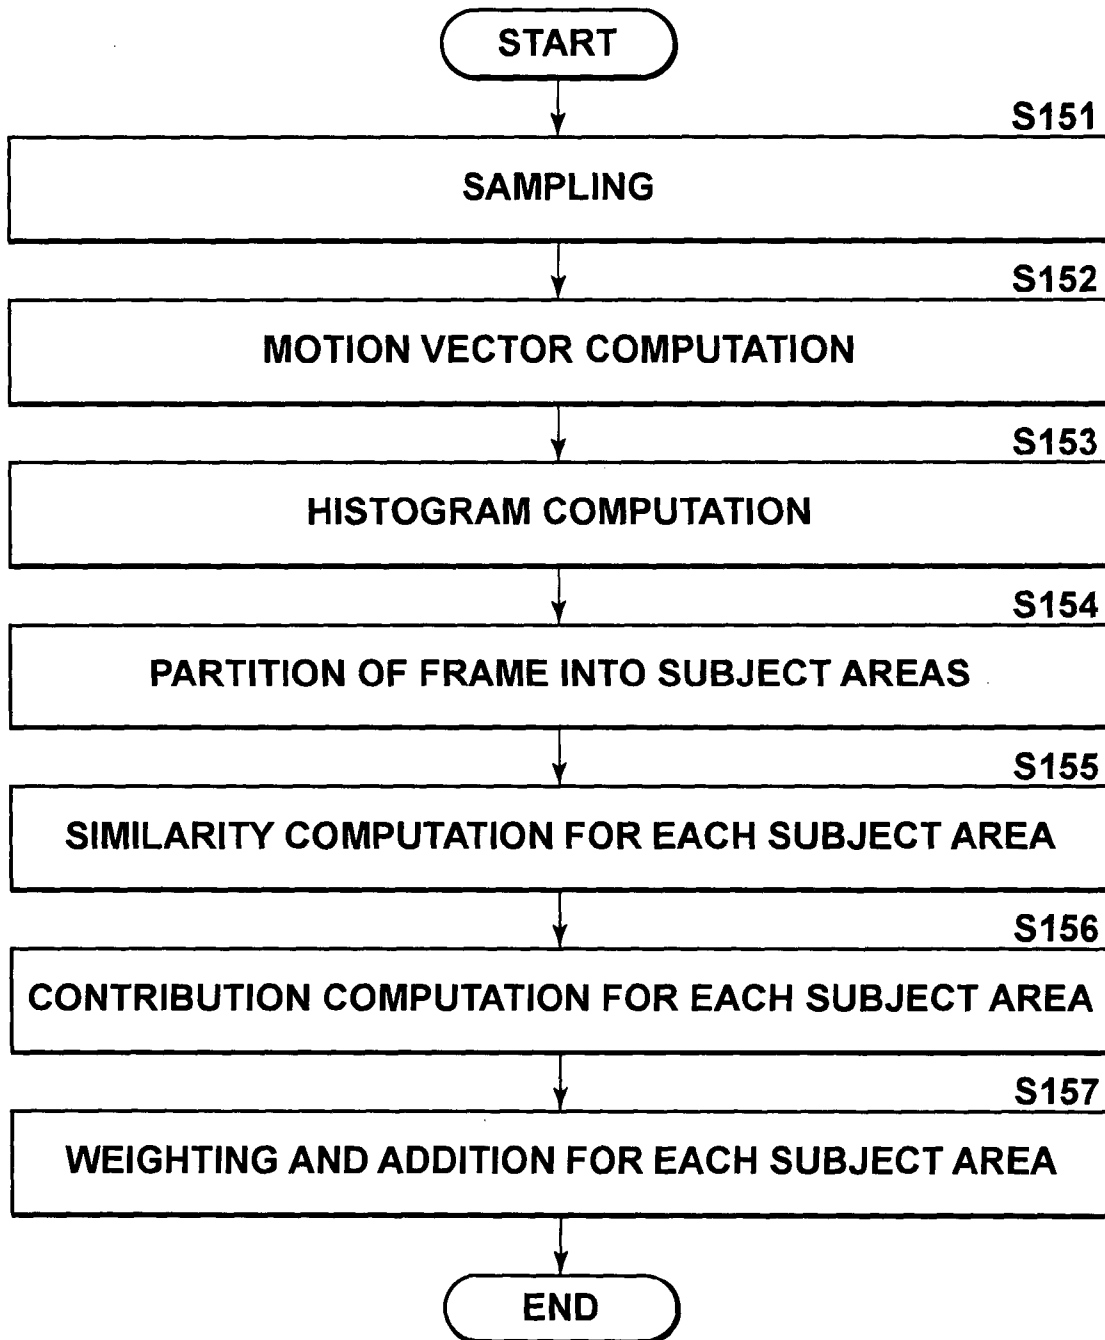 START
S151
SAMPLING
S152
MOTION VECTOR COMPUTATION
S153
HISTOGRAM COMPUTATION
S154
PARTITION OF FRAME INTO SUBJECT AREAS
S155
SIMILARITY COMPUTATION FOR EACH SUBJECT AREA
S156
CONTRIBUTION COMPUTATION FOR EACH SUBJECT AREA
S157
WEIGHTING AND ADDITION FOR EACH SUBJECT AREA
END